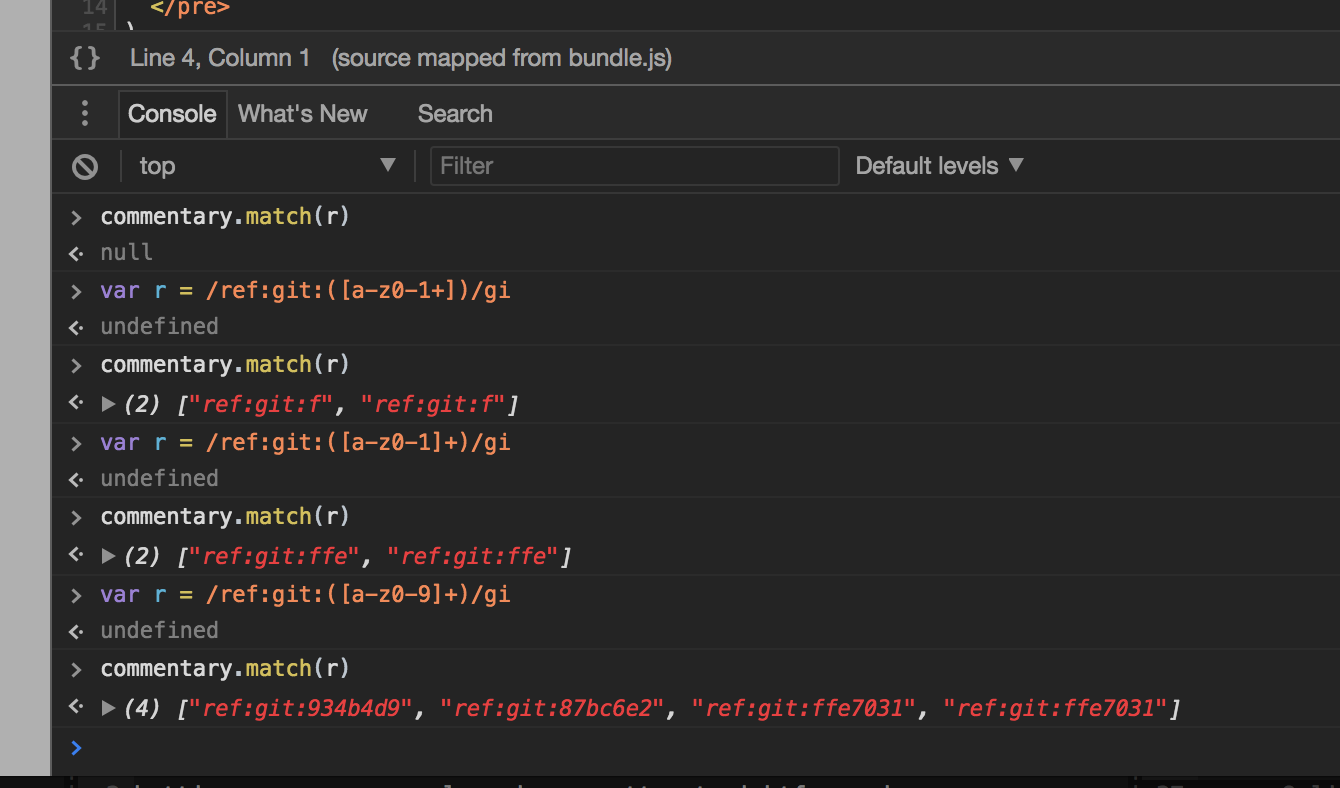 14 </pre>
{} Line 4, Column 1 (source mapped from bundle.js)
Console What's New Search
top ▼ Filter Default levels ▼
> commentary.match(r)
null
> var r = /ref:git:([a-z0-1+])/gi
undefined
> commentary.match(r)
(2) ["ref:git:f", "ref:git:f"]
> var r = /ref:git:([a-z0-1]+)/gi
undefined
> commentary.match(r)
(2) ["ref:git:ffe", "ref:git:ffe"]
> var r = /ref:git:([a-z0-9]+)/gi
undefined
> commentary.match(r)
(4) ["ref:git:934b4d9", "ref:git:87bc6e2", "ref:git:ffe7031", "ref:git:ffe7031"]
>